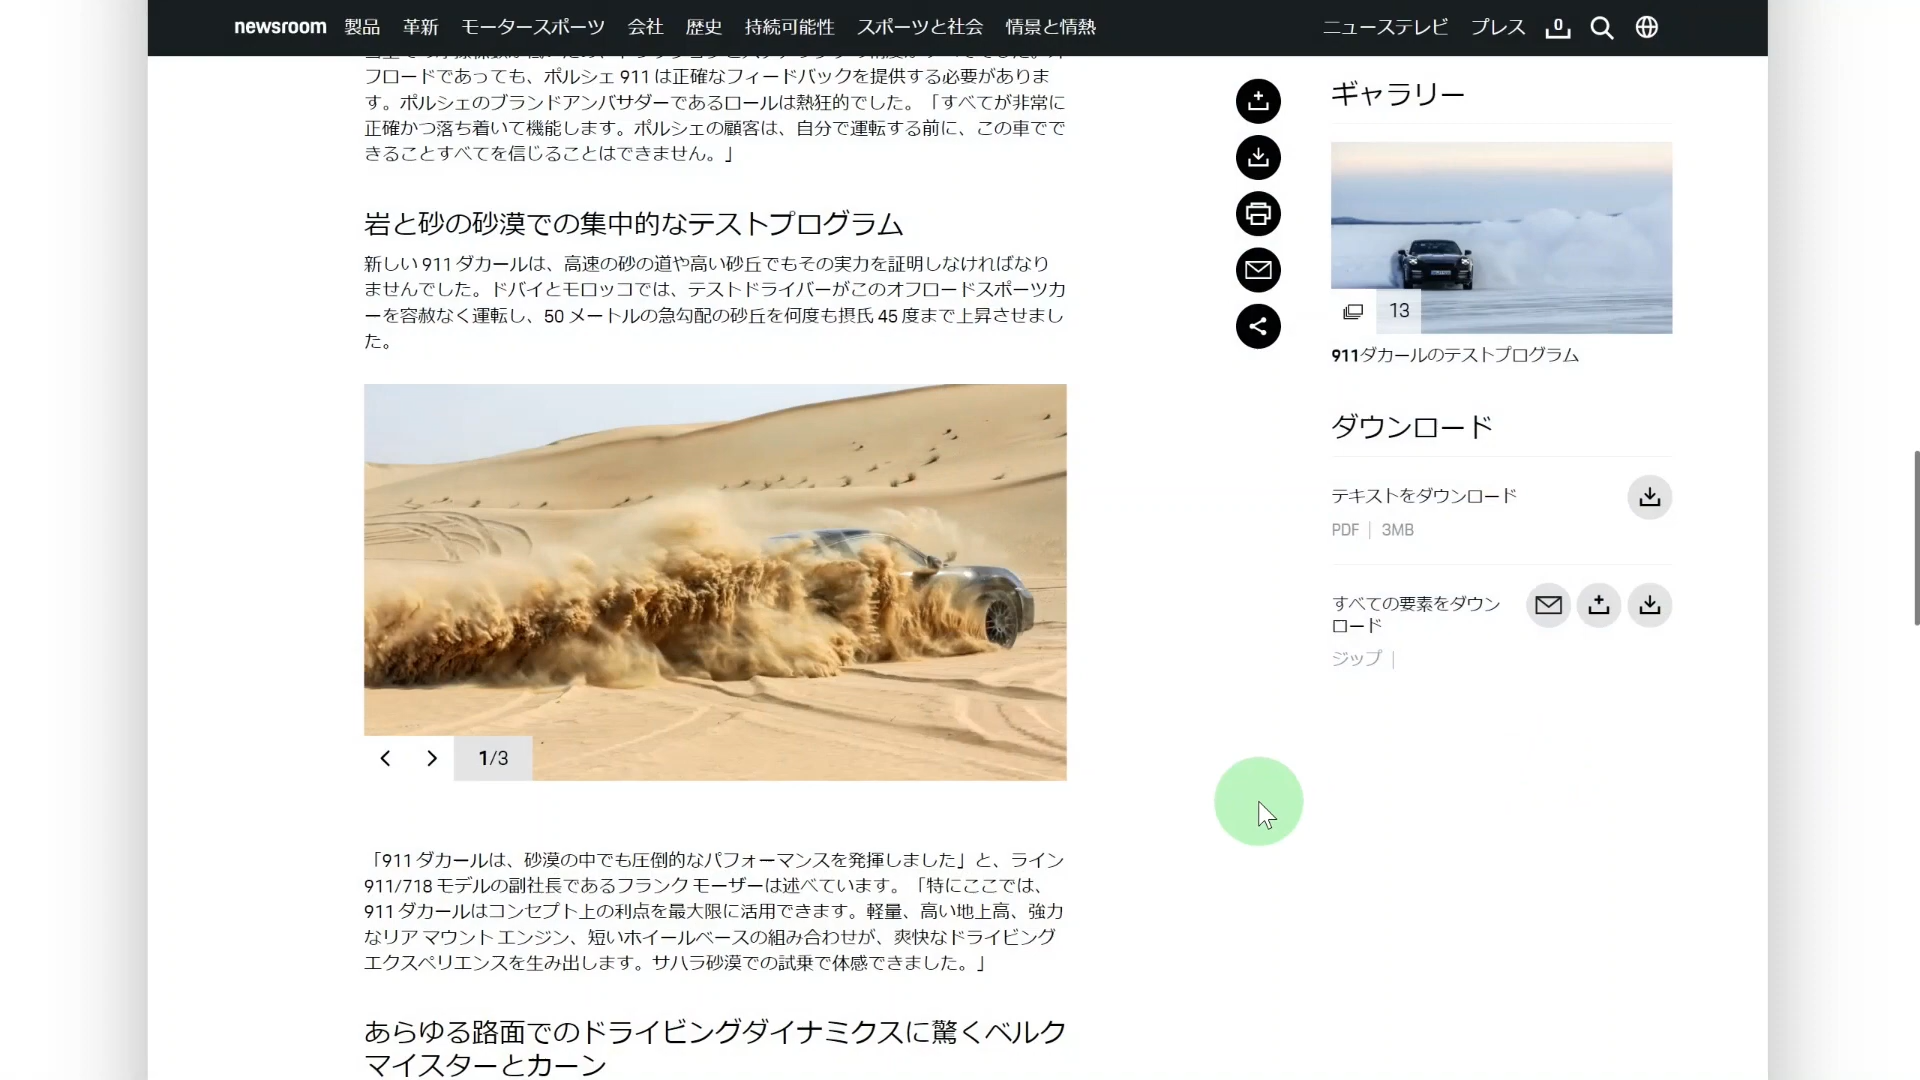 newsroom 製品 革新 モータースポーツ 会社 歴史 持続可能性 スポーツと社会 情景と情熱 ニューステレビ プレス 0
フロードであっても、ポルシェ 911 は正確なフィードバックを提供する必要がありま
す。ポルシェのブランドアンバサダーであるロールは熱狂的でした。「すべてが非常に
正確かつ落ち着いて機能します。ポルシェの顧客は、自分で運転する前に、この車でで
きることすべてを信じることはできません。」
岩と砂の砂漠での集中的なテストプログラム
新しい 911 ダカールは、高速の砂の道や高い砂丘でもその実力を証明しなければなり
ませんでした。ドバイとモロッコでは、テストドライバーがこのオフロードスポーツカ
ーを容赦なく運転し、50 メートルの急勾配の砂丘を何度も摂氏 45 度まで上昇させまし
た。
1/3
「911 ダカールは、砂漠の中でも圧倒的なパフォーマンスを発揮しました」と、ライン
911/718 モデルの副社長であるフランク モーザーは述べています。「特にここでは、
911 ダカールはコンセプト上の利点を最大限に活用できます。軽量、高い地上高、強力
なリア マウント エンジン、短いホイールベースの組み合わせが、爽快なドライビング
エクスペリエンスを生み出します。サハラ砂漠での試乗で体感できました。」
あらゆる路面でのドライビングダイナミクスに驚くベルク
マイスターとカーン
ギャラリー
13
911ダカールのテストプログラム
ダウンロード
テキストをダウンロード
PDF | 3MB
すべての要素をダウン
ロード
ジップ |